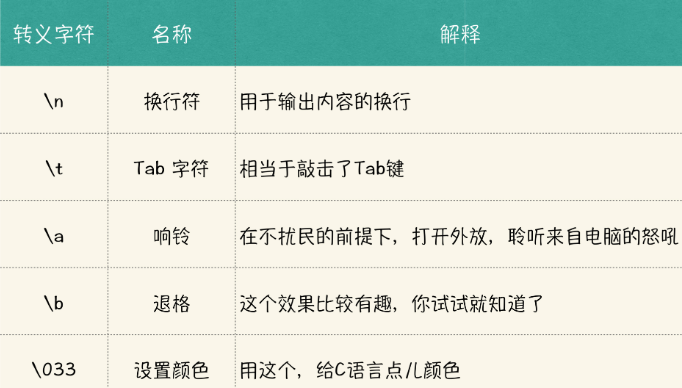 转义字符 名称 解释
\n 换行符 用于输出内容的换行
\t Tab 字符 相当于敲击了Tab键
\a 响铃 在不扰民的前提下，打开外放，聆听来自电脑的怒吼
\b 退格 这个效果比较有趣，你试试就知道了
\033 设置颜色 用这个，给C语言点儿颜色